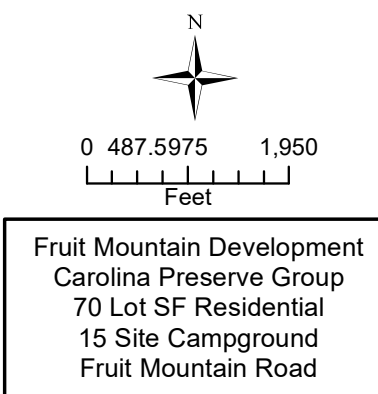 N
0 487.5975 1,950
Feet
Fruit Mountain Development
Carolina Preserve Group
70 Lot SF Residential
15 Site Campground
Fruit Mountain Road